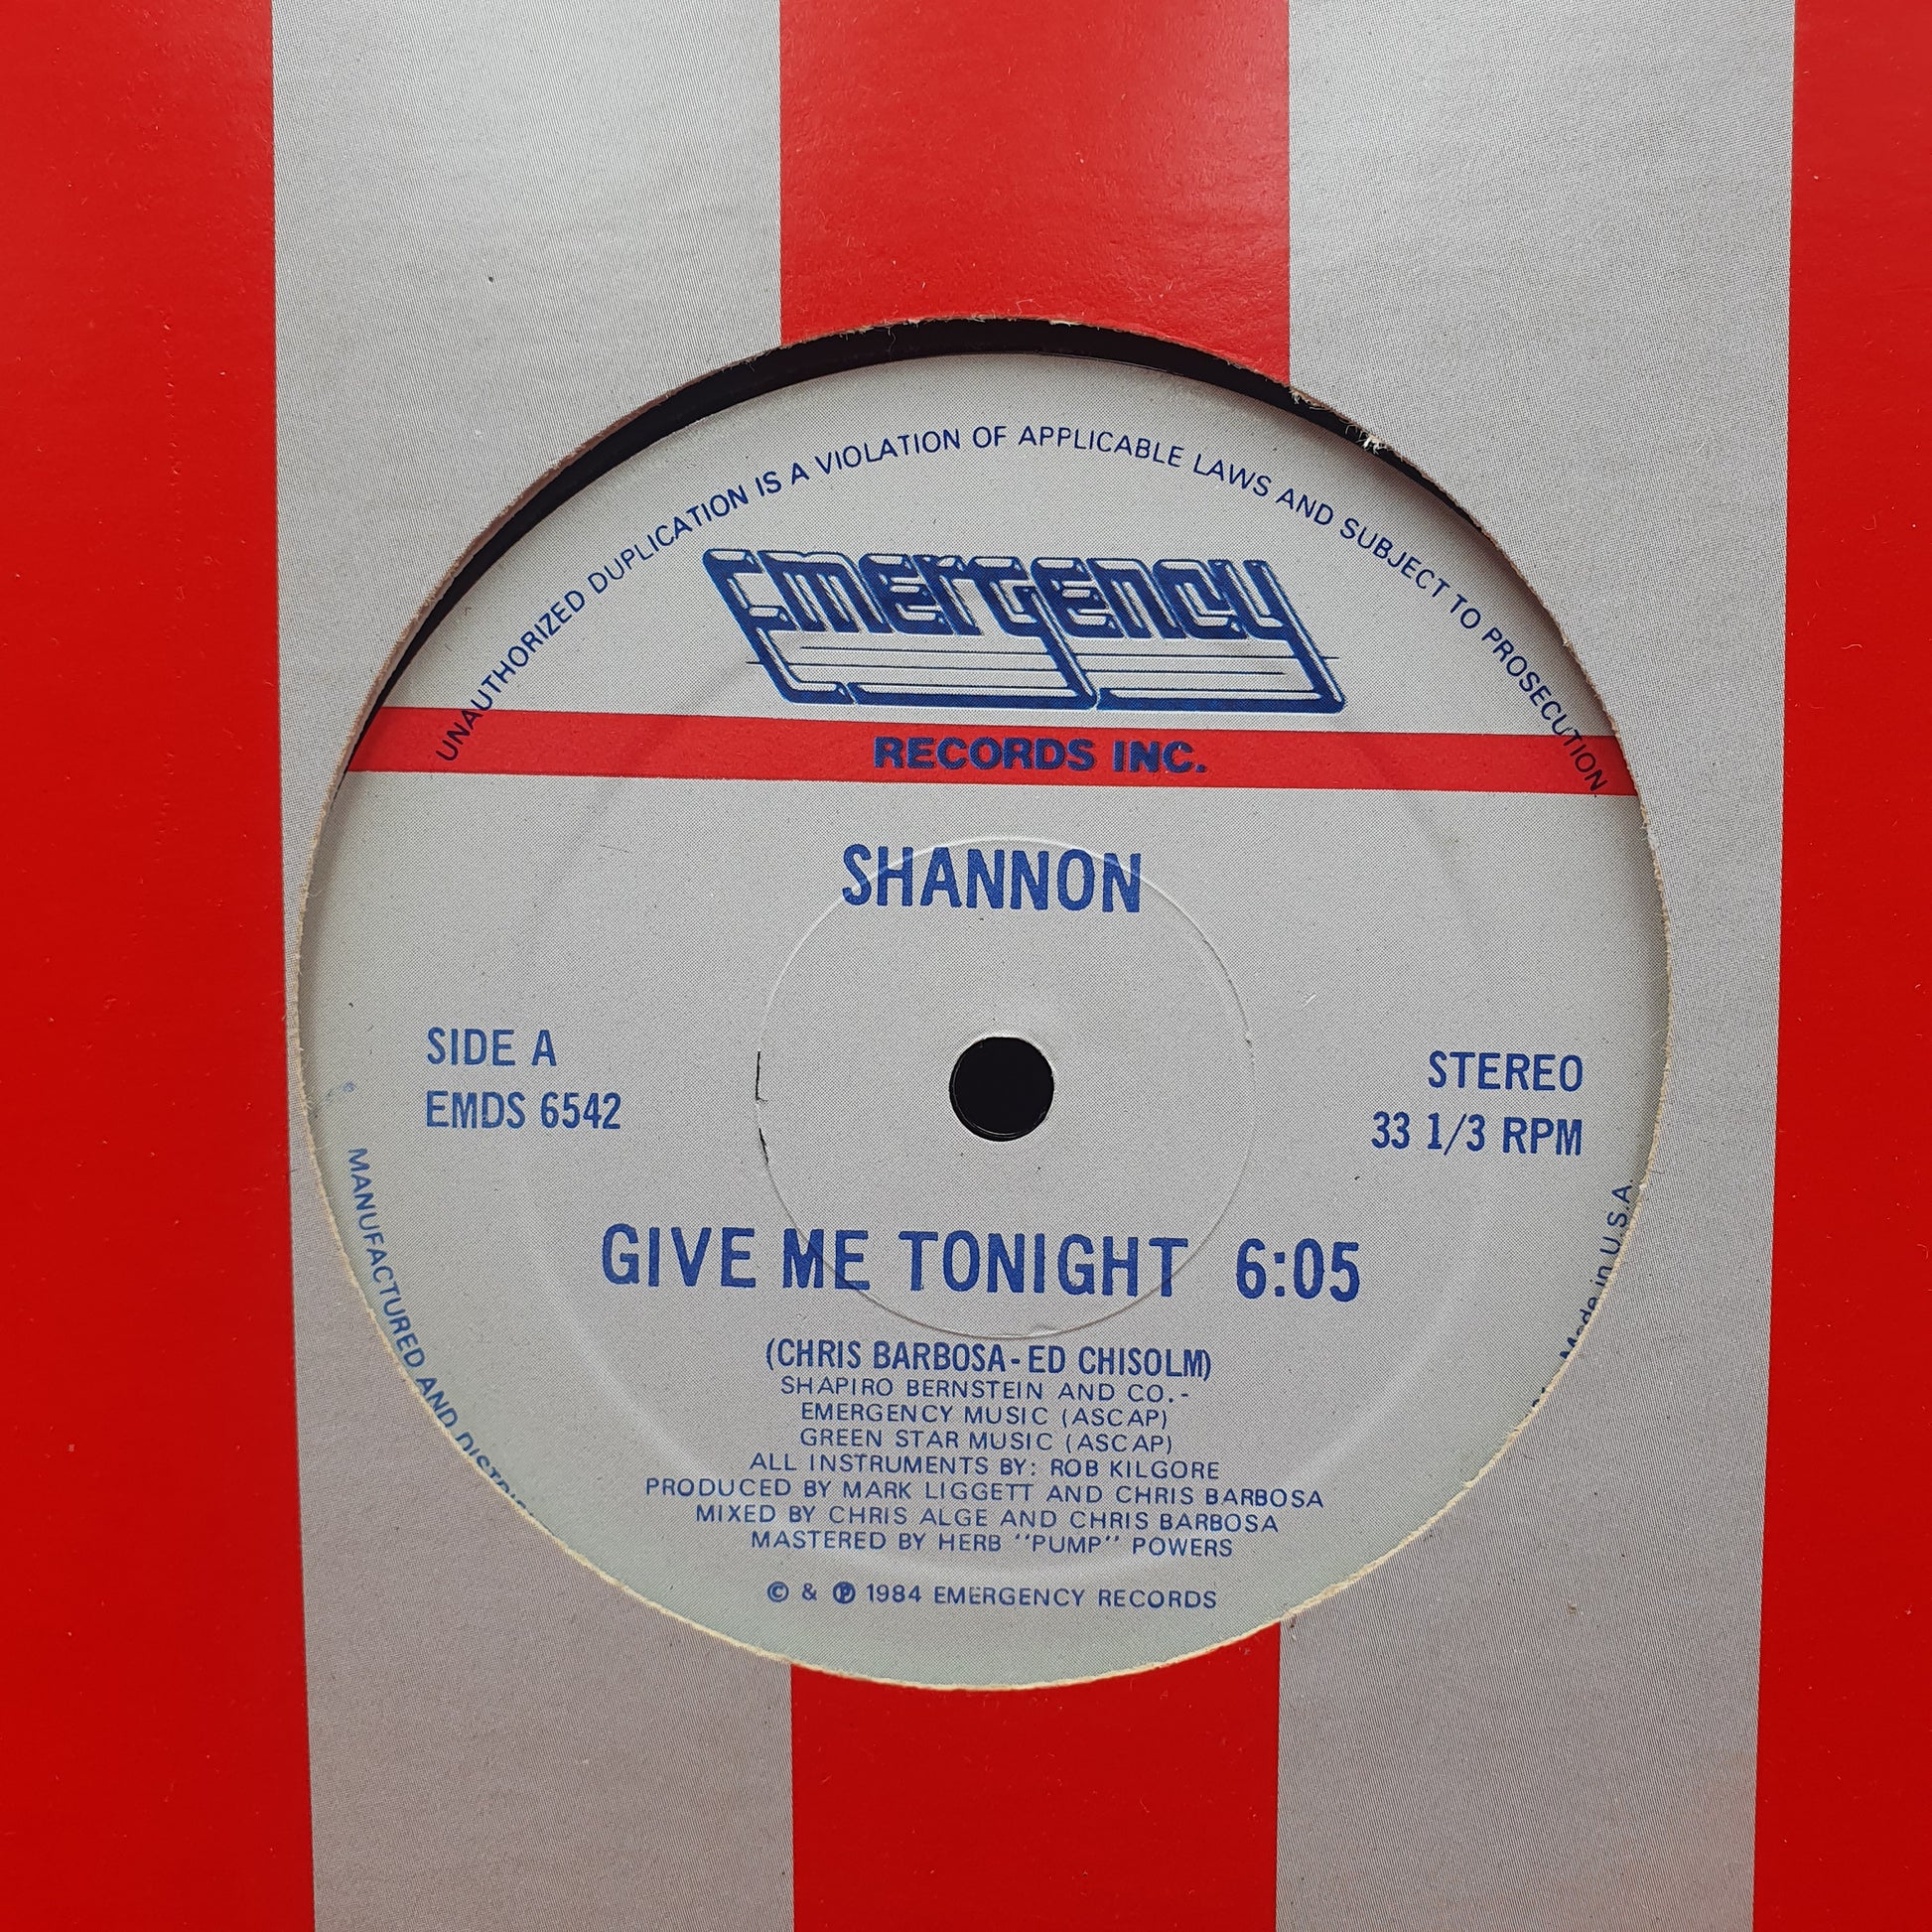 UNAUTHORIZED DUPLICATION IS A VIOLATION OF APPLICABLE LAWS AND SUBJECT TO PROSECUTION
Emergency
RECORDS INC.
SHANNON
SIDE A
EMDS 6542
STEREO
33 1/3 RPM
GIVE ME TONIGHT 6:05
(CHRIS BARBOSA-ED CHISOLM)
SHAPIRO BERNSTEIN AND CO.-
EMERGENCY MUSIC (ASCAP)
GREEN STAR MUSIC (ASCAP)
ALL INSTRUMENTS BY: ROB KILGORE
PRODUCED BY MARK LIGGETT AND CHRIS BARBOSA
MIXED BY CHRIS ALGE AND CHRIS BARBOSA
MASTERED BY HERB "PUMP" POWERS
© & ℗ 1984 EMERGENCY RECORDS
MANUFACTURED AND
Made in U.S.A.